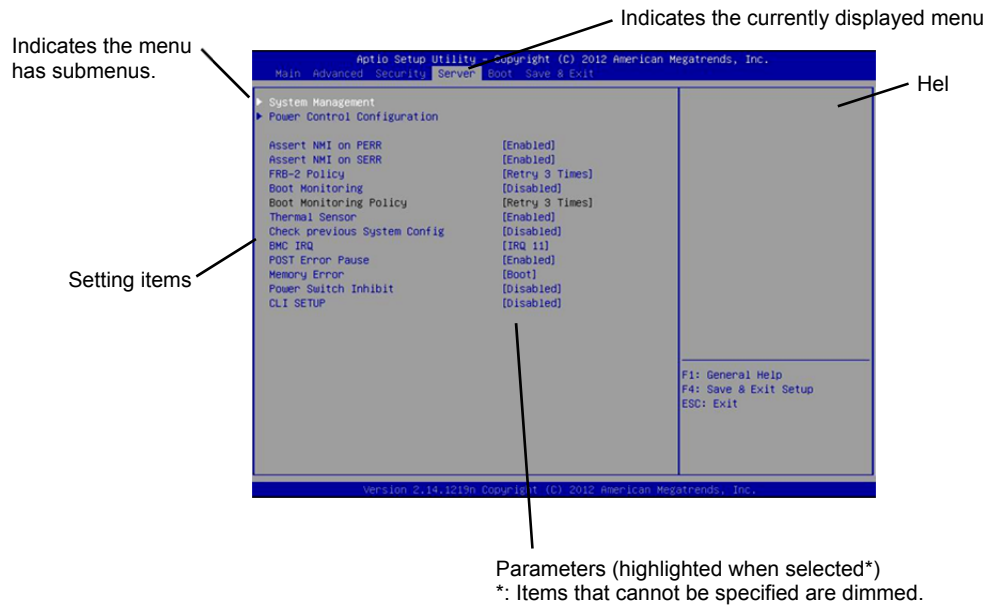 Indicates the currently displayed menu
Indicates the menu
has submenus.
Aptio Setup Utility - Copyright (C) 2012 American Megatrends, Inc.
Main Advanced Security Server Boot Save & Exit
Hel
System Management
Power Control Configuration
Assert NMI on PERR [Enabled]
Assert NMI on SERR [Enabled]
FRB-2 Policy [Retry 3 Times]
Boot Monitoring [Disabled]
Boot Monitoring Policy [Retry 3 Times]
Thermal Sensor [Enabled]
Check previous System Config [Disabled]
BMC IRQ [IRQ 11]
POST Error Pause [Enabled]
Memory Error [Boot]
Power Switch Inhibit [Disabled]
CLI SETUP [Disabled]
Setting items
F1: General Help
F4: Save & Exit Setup
ESC: Exit
Version 2.14.1219n Copyright (C) 2012 American Megatrends, Inc.
Parameters (highlighted when selected*)
*: Items that cannot be specified are dimmed.